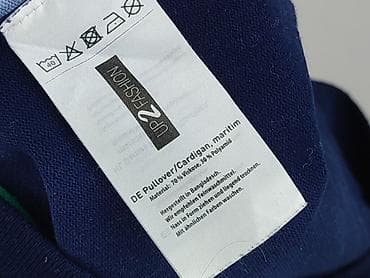 40
UP2FASHION
DE Pullover/Cardigan, maritim
Material: 70 % Viskose, 30 % Polyamid
Hergestellt in Bangladesch.
Wir empfehlen Feinwaschmittel.
Nass in Form ziehen und liegend trocknen.
Mit ähnlichen Farben waschen.